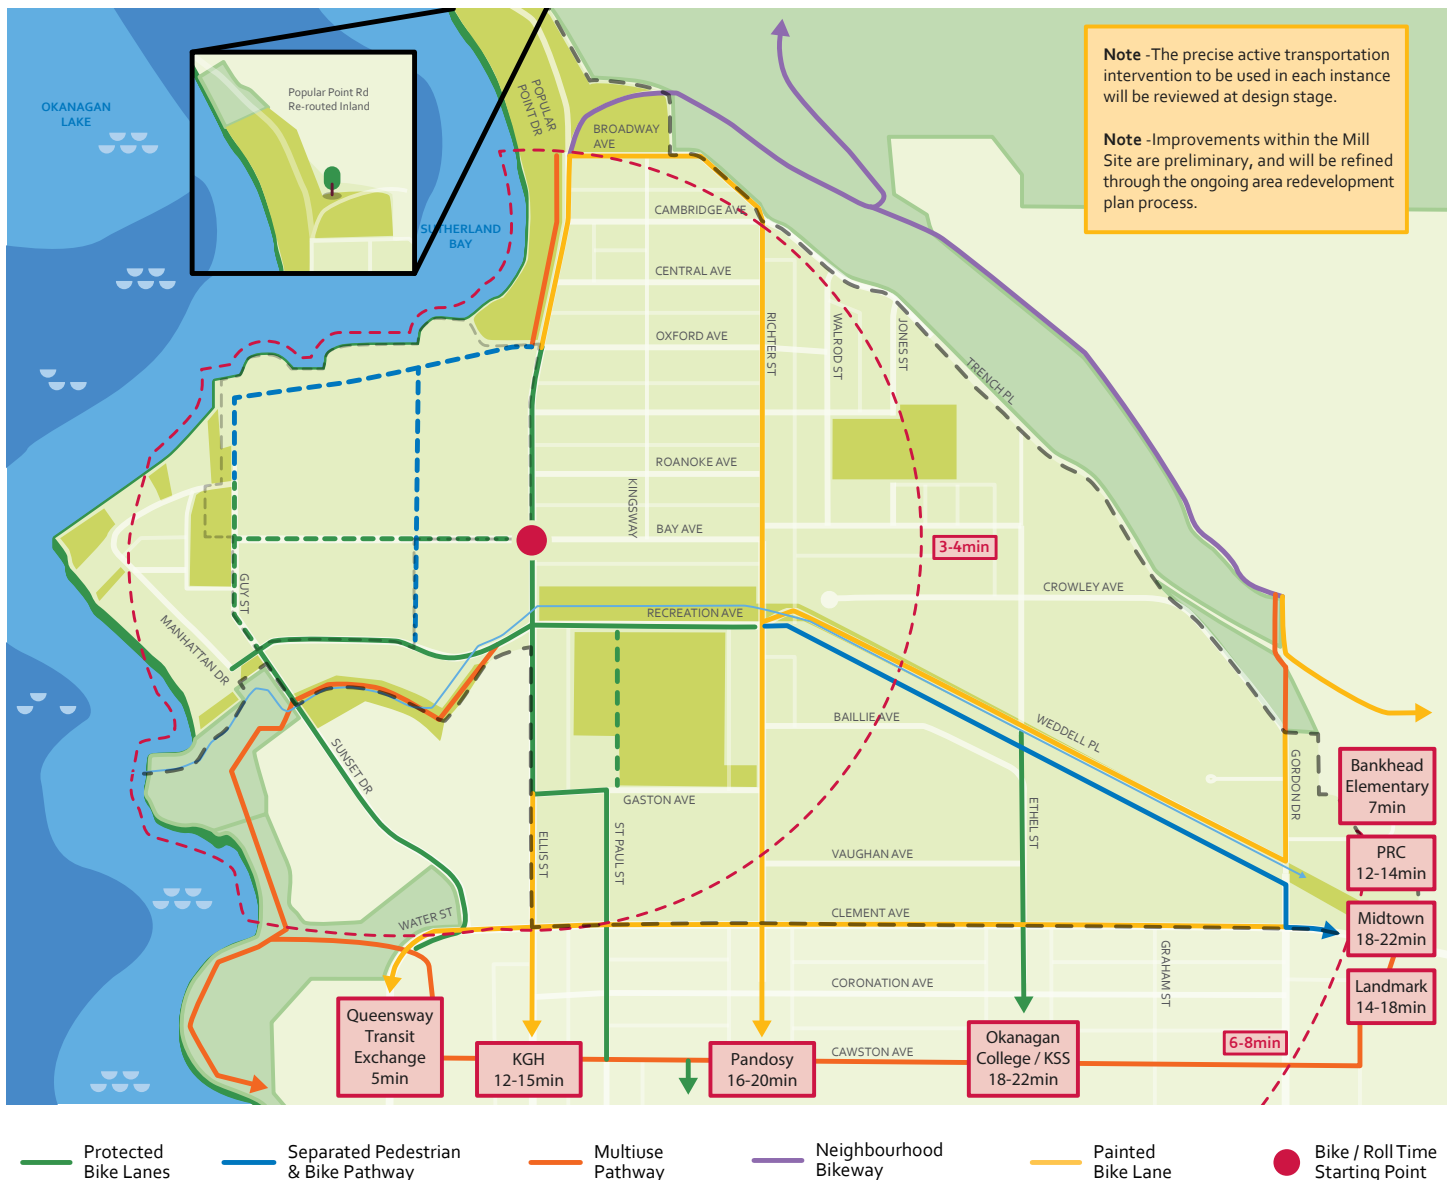 OKANAGAN
LAKE
Popular Point Rd
Re-routed Inland
SUTHERLAND
BAY
POPULAR
POINT DR
BROADWAY
AVE
Note -The precise active transportation
intervention to be used in each instance
will be reviewed at design stage.
Note -Improvements within the Mill
Site are preliminary, and will be refined
through the ongoing area redevelopment
plan process.
CAMBRIDGE AVE
CENTRAL AVE
OXFORD AVE
RICHTER ST
WALROD ST
JONES ST
TRENCH PL
ROANOKE AVE
KINGSWAY
BAY AVE
3-4min
CROWLEY AVE
GUY ST
MANHATTAN DR
RECREATION AVE
BAILLIE AVE
WEDDELL PL
SUNSET DR
GORDON DR
Bankhead
Elementary
7min
GASTON AVE
ELLIS ST
ST PAUL ST
ETHEL ST
VAUGHAN AVE
PRC
12-14min
WATER ST
CLEMENT AVE
Midtown
18-22min
GRAHAM ST
CORONATION AVE
Landmark
14-18min
Queensway
Transit
Exchange
5min
KGH
12-15min
Pandosy
16-20min
CAWSTON AVE
Okanagan
College / KSS
18-22min
6-8min
Protected
Bike Lanes
Separated Pedestrian
& Bike Pathway
Multiuse
Pathway
Neighbourhood
Bikeway
Painted
Bike Lane
Bike / Roll Time
Starting Point